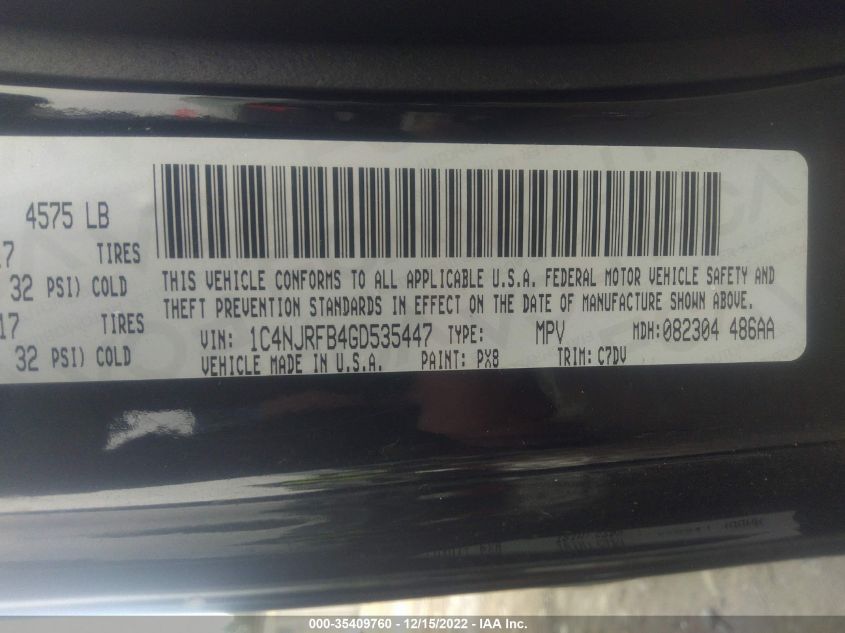 4575 LB
17 TIRES
32 PSI) COLD
17 TIRES
32 PSI) COLD
THIS VEHICLE CONFORMS TO ALL APPLICABLE U.S.A. FEDERAL MOTOR VEHICLE SAFETY AND
THEFT PREVENTION STANDARDS IN EFFECT ON THE DATE OF MANUFACTURE SHOWN ABOVE.
VIN: 1C4NJRFB4GD535447 TYPE: MPV MDH:082304 486AA
VEHICLE MADE IN U.S.A. PAINT: PX8 TRIM: C7DV
000-35409760 - 12/15/2022 - IAA Inc.